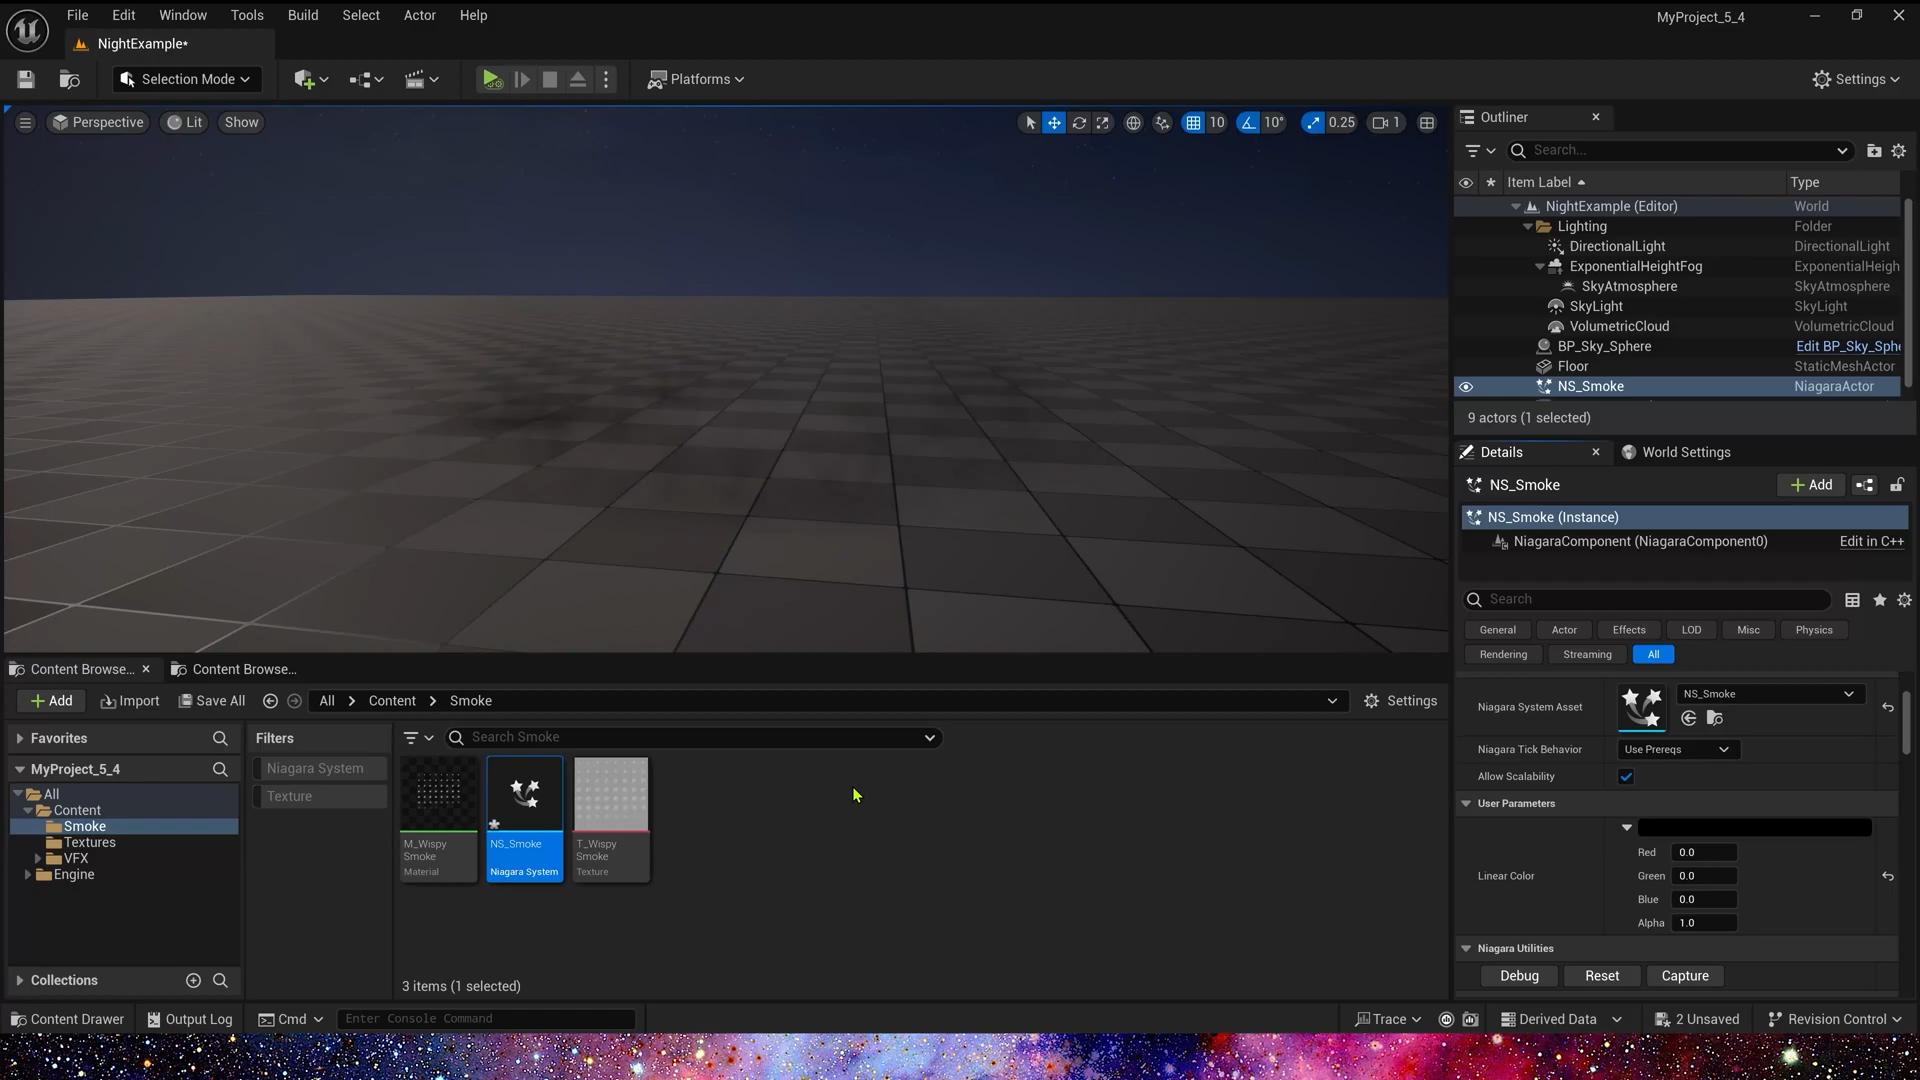 File Edit Window Tools Build Select Actor Help
MyProject_5_4
NightExample*
Selection Mode
Platforms
Settings
Perspective Lit Show
10 10° 0.25 1
Outliner
Search...
Item Label Type
NightExample (Editor) World
Lighting Folder
DirectionalLight DirectionalLight
ExponentialHeightFog ExponentialHeigh
SkyAtmosphere SkyAtmosphere
SkyLight SkyLight
VolumetricCloud VolumetricCloud
BP_Sky_Sphere Edit BP_Sky_Sphe
Floor StaticMeshActor
NS_Smoke NiagaraActor
9 actors (1 selected)
Details World Settings
NS_Smoke Add
NS_Smoke (Instance)
NiagaraComponent (NiagaraComponent0) Edit in C++
Search
General Actor Effects LOD Misc Physics
Rendering Streaming All
Niagara System Asset NS_Smoke
Niagara Tick Behavior Use Prereqs
Allow Scalability
User Parameters
Linear Color
Red 0.0
Green 0.0
Blue 0.0
Alpha 1.0
Niagara Utilities
Debug Reset Capture
Content Browse... Content Browse...
Add Import Save All All Content Smoke Settings
Favorites
MyProject_5_4
All
Content
Smoke
Textures
VFX
Engine
Collections
Filters
Niagara System
Texture
Search Smoke
M_Wispy
Smoke
Material
NS_Smoke
Niagara System
T_Wispy
Smoke
Texture
3 items (1 selected)
Content Drawer Output Log Cmd Enter Console Command Trace Derived Data 2 Unsaved Revision Control